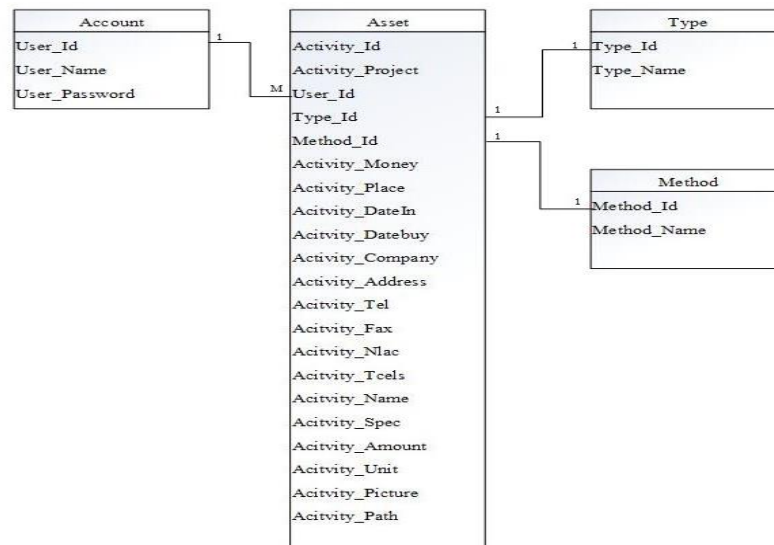 Account
User_Id
User_Name
User_Password
1
M
Asset
Activity_Id
Activity_Project
User_Id
Type_Id
Method_Id
Activity_Money
Activity_Place
Acitvity_DateIn
Acitvity_Datebuy
Activity_Company
Activity_Address
Acitvity_Tel
Acitvity_Fax
Acitvity_Nlac
Acitvity_Tcels
Acitvity_Name
Acitvity_Spec
Acitvity_Amount
Acitvity_Unit
Acitvity_Picture
Acitvity_Path
1
1
1
1
Type
Type_Id
Type_Name
Method
Method_Id
Method_Name